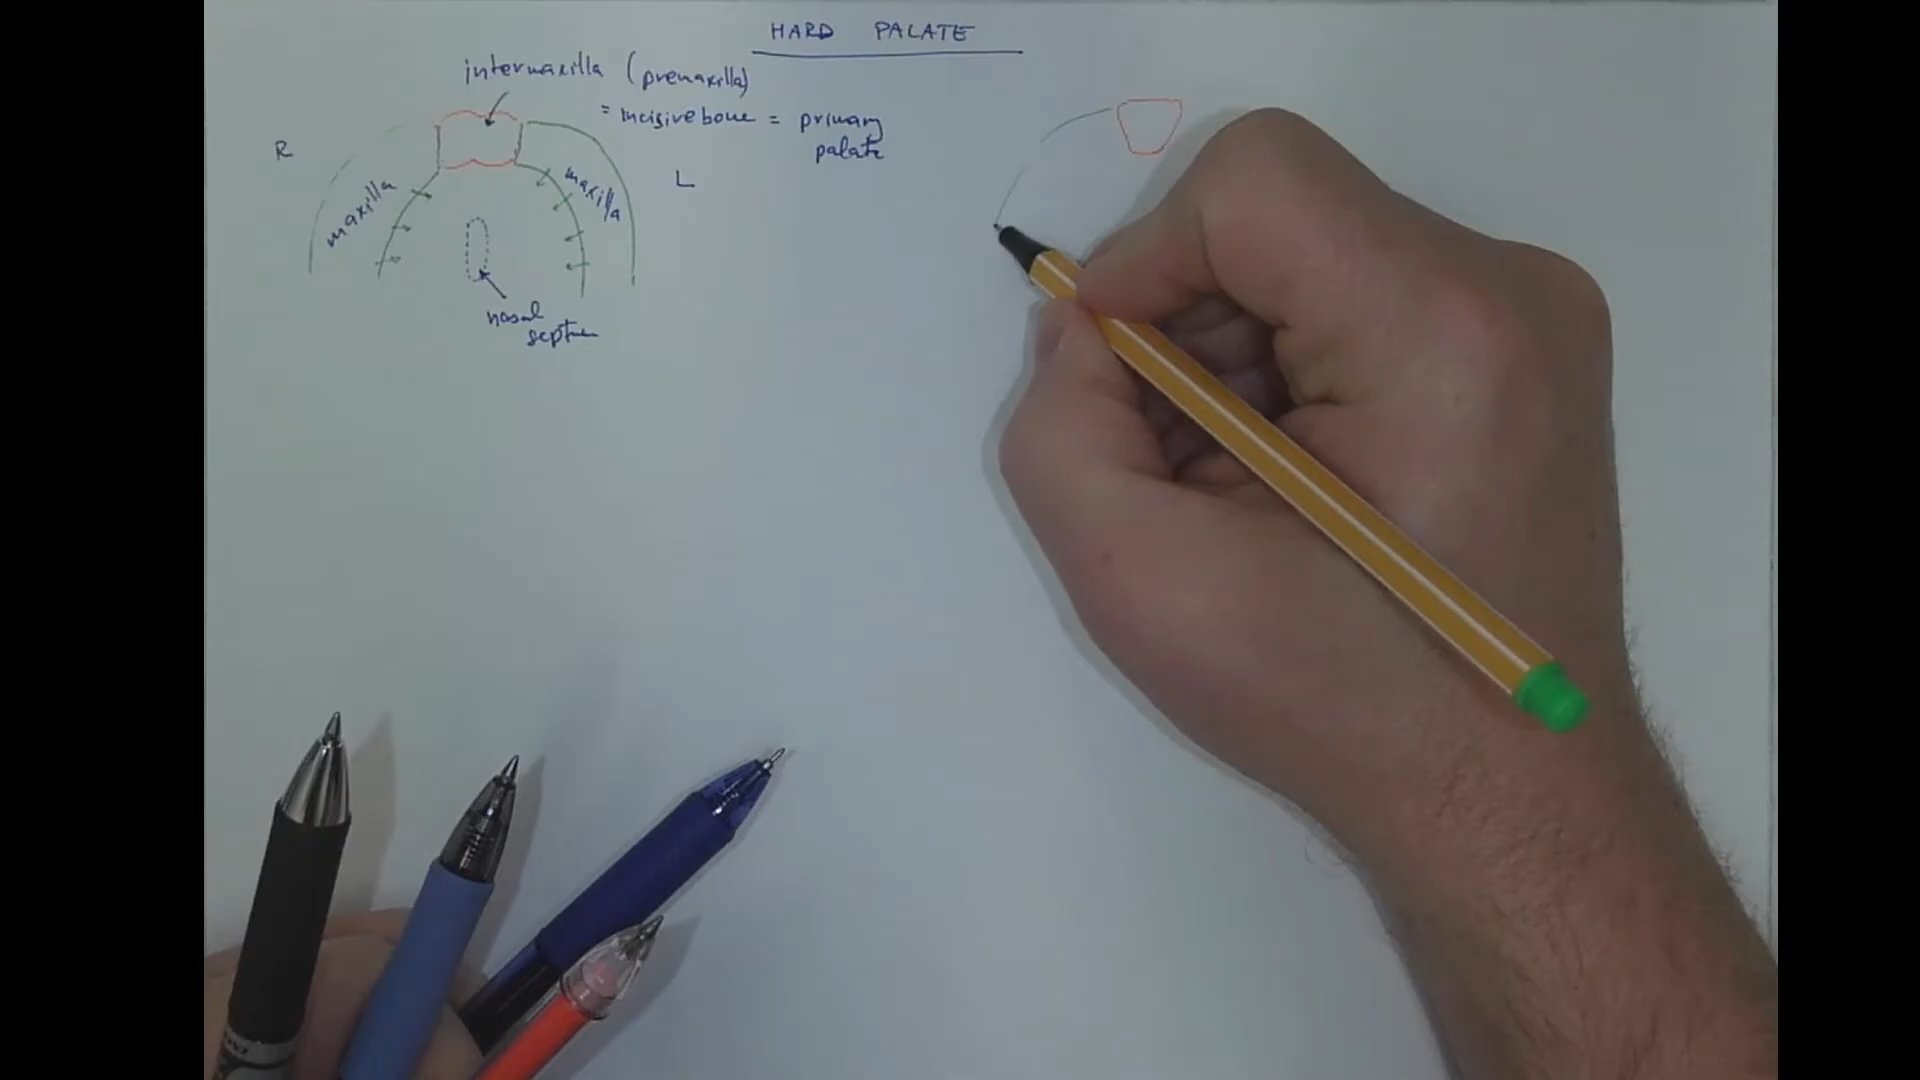 HARD PALATE
intermaxilla (premaxilla)
= incisive bone = primary
palate
R
L
maxilla
maxilla
nasal
septum